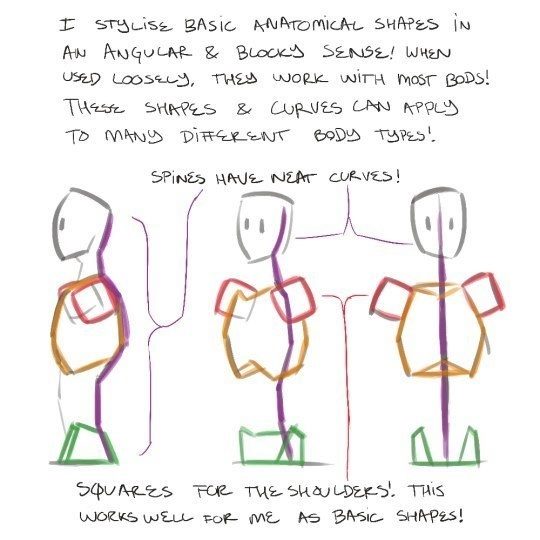 I STYLISE BASIC ANATOMICAL SHAPES IN
AN ANGULAR & BLOCKY SENSE! WHEN
USED LOOSELY, THEY WORK WITH MOST BODS!
THESE SHAPES & CURVES CAN APPLY
TO MANY DIFFERENT BODY TYPES!
SPINES HAVE NEAT CURVES!
SQUARES FOR THE SHOULDERS! THIS
WORKS WELL FOR ME AS BASIC SHAPES!